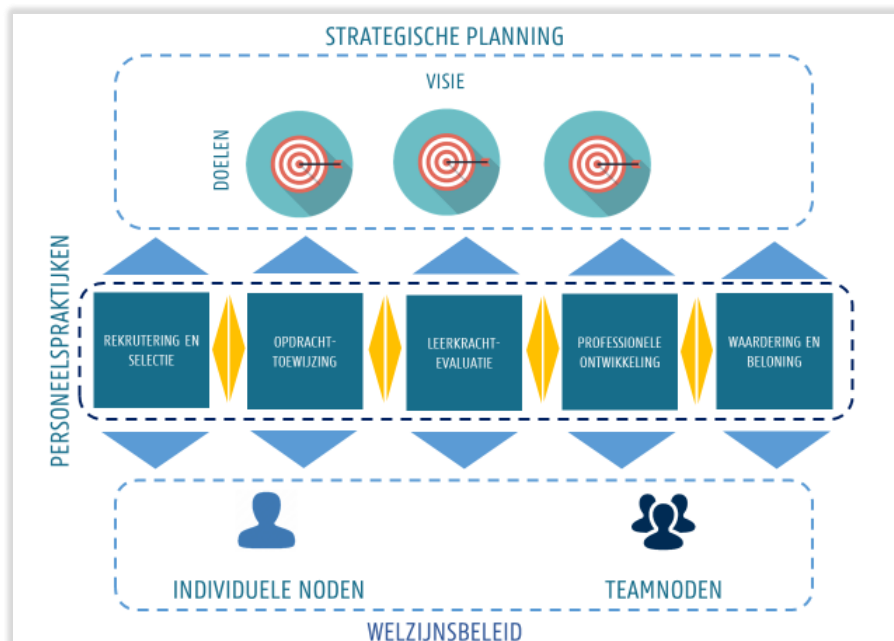 STRATEGISCHE PLANNING
VISIE
DOELEN
PERSONEELSPRAKTIJKEN
REKRUTERING EN
SELECTIE
OPDRACHT-
TOEWIJZING
LEERKRACHT-
EVALUATIE
PROFESSIONELE
ONTWIKKELING
WAARDERING EN
BELONING
INDIVIDUELE NODEN
TEAMNODEN
WELZIJNSBELEID